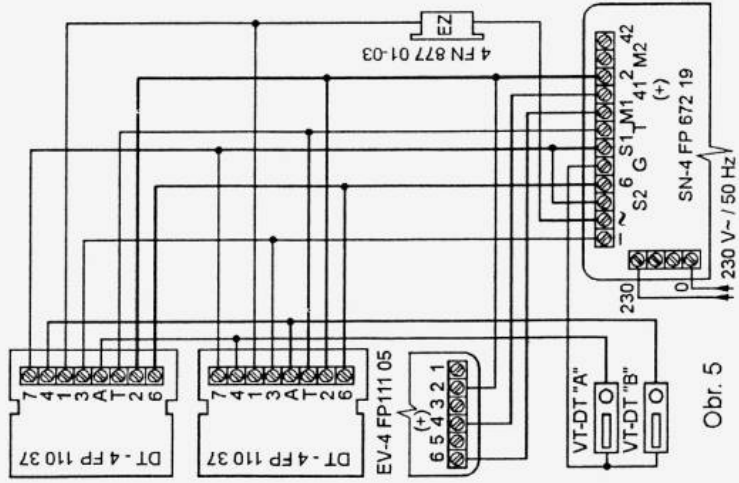 EZ
4 FN 877 01-03
42
M2
2
41
(+)
M1
T
S1
G
6
S2
~
–
SN-4 FP 672 19
230
0
230 V~ / 50 Hz
7
4
1
3
A
T
2
6
DT - 4 FP 110 37
7
4
1
3
A
T
2
6
DT - 4 FP 110 37
EV-4 FP111 05
(+)
6
5
4
3
2
1
VT-DT "A"
VT-DT "B"
Obr. 5